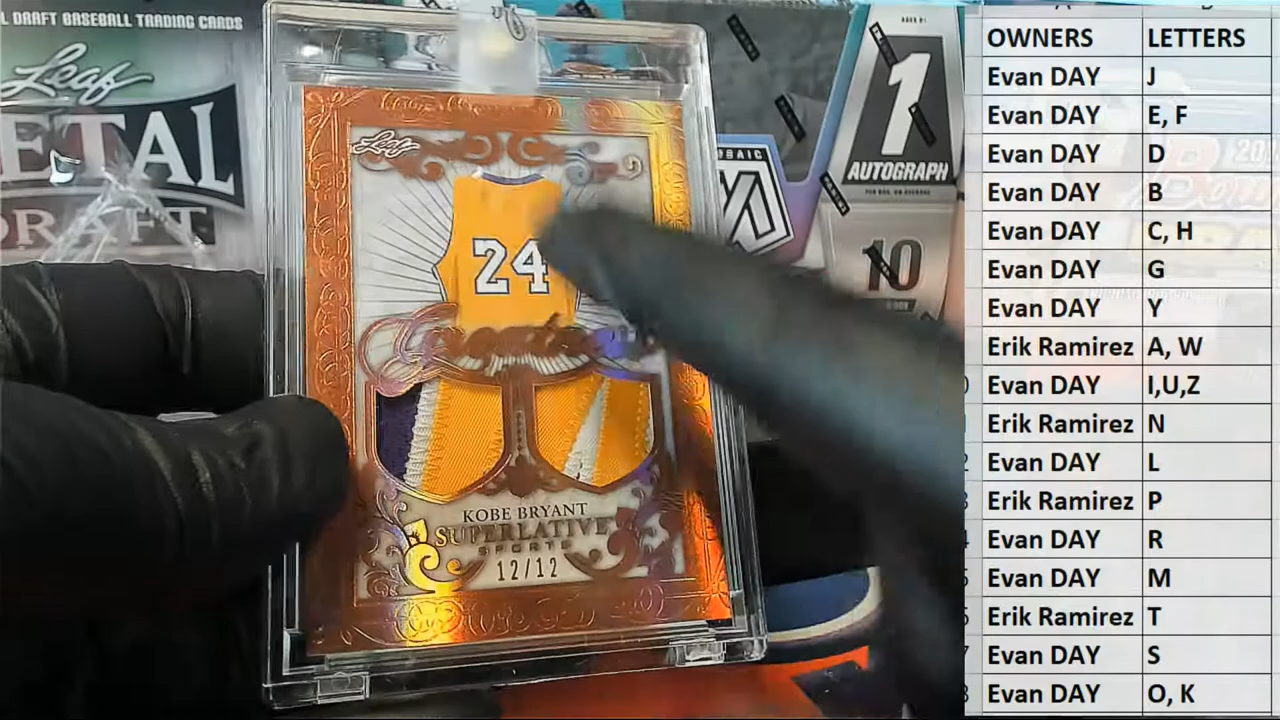 L DRAFT BASEBALL TRADING CARDS
Leaf
ETAL
DRAFT
Leaf
24
KOBE BRYANT
SUPERLATIVE
SPORTS
12/12
OSAIC
1
AUTOGRAPH
10
OWNERS LETTERS
Evan DAY J
Evan DAY E, F
Evan DAY D
Evan DAY B
Evan DAY C, H
Evan DAY G
Evan DAY Y
Erik Ramirez A, W
Evan DAY I,U,Z
Erik Ramirez N
Evan DAY L
Erik Ramirez P
Evan DAY R
Evan DAY M
Erik Ramirez T
Evan DAY S
Evan DAY O, K